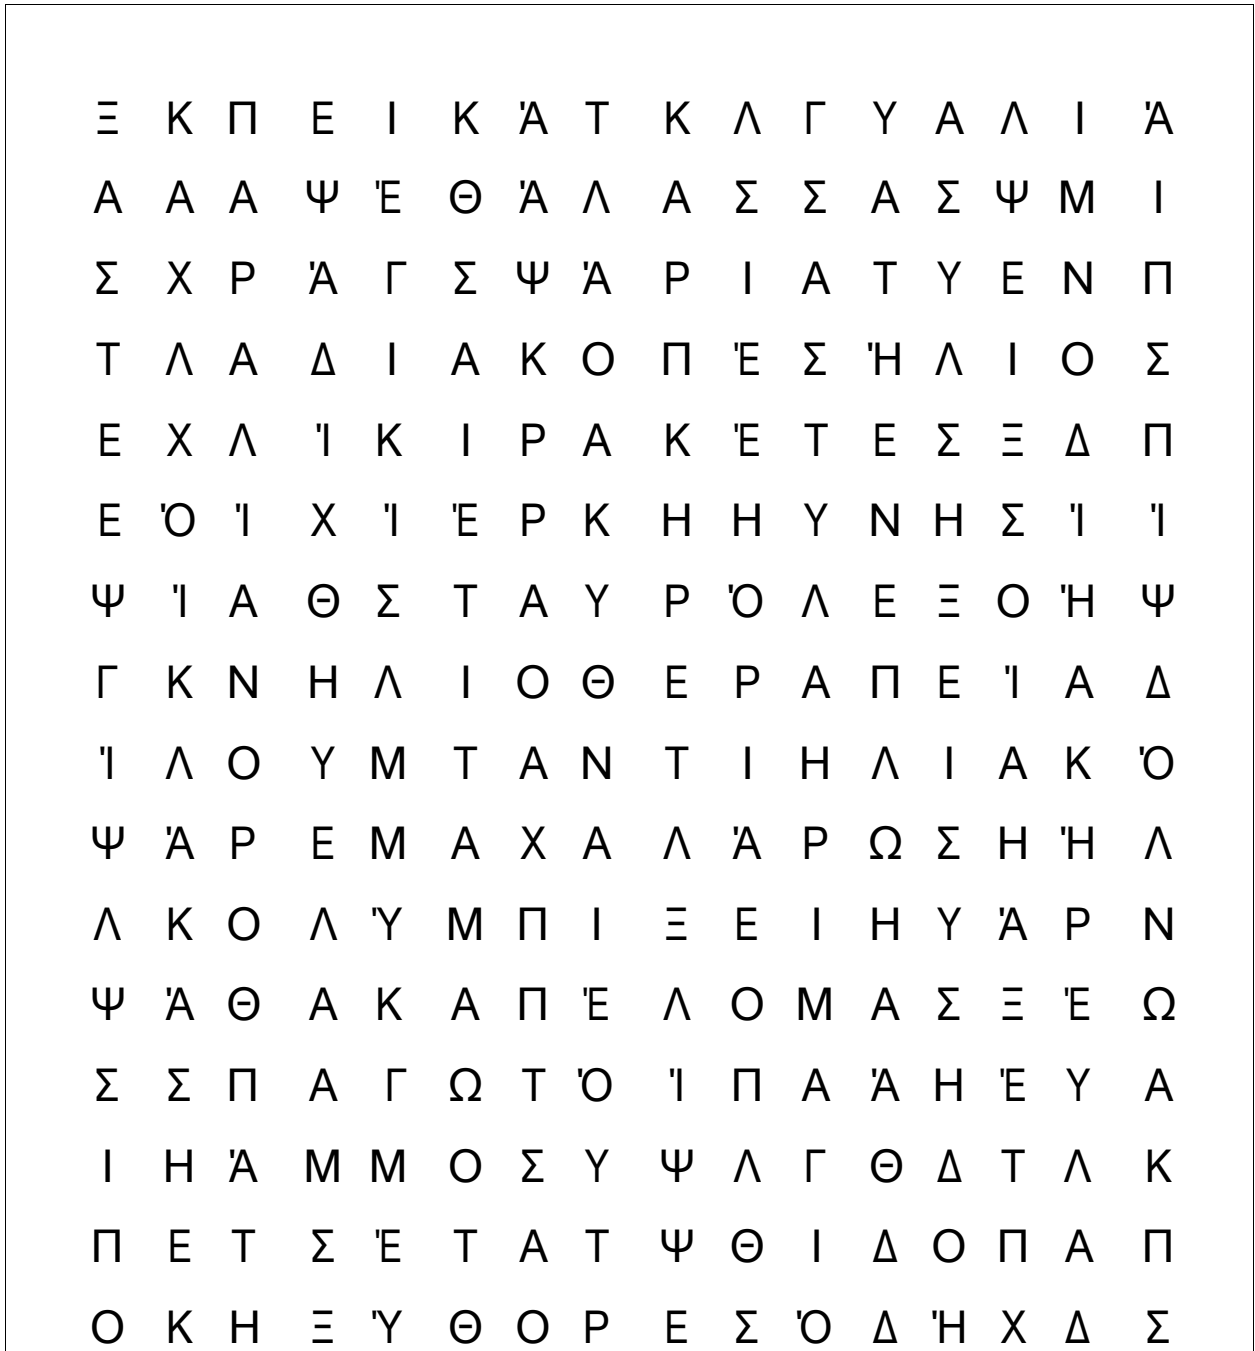 Ξ Κ Π Ε Ι Κ Ά Τ Κ Λ Γ Υ Α Λ Ι Ά
Α Α Α Ψ Έ Θ Ά Λ Α Σ Σ Α Σ Ψ Μ Ι
Σ Χ Ρ Ά Γ Σ Ψ Ά Ρ Ι Α Τ Υ Ε Ν Π
Τ Λ Α Δ Ι Α Κ Ο Π Έ Σ Ή Λ Ι Ο Σ
Ε Χ Λ Ί Κ Ι Ρ Α Κ Έ Τ Ε Σ Ξ Δ Π
Ε Ό Ί Χ Ί Έ Ρ Κ Η Η Υ Ν Η Σ Ί Ί
Ψ Ί Α Θ Σ Τ Α Υ Ρ Ό Λ Ε Ξ Ο Ή Ψ
Γ Κ Ν Η Λ Ι Ο Θ Ε Ρ Α Π Ε Ί Α Δ
Ί Λ Ο Υ Μ Τ Α Ν Τ Ι Η Λ Ι Α Κ Ό
Ψ Ά Ρ Ε Μ Α Χ Α Λ Ά Ρ Ω Σ Η Ή Λ
Λ Κ Ο Λ Ύ Μ Π Ι Ξ Ε Ι Η Υ Ά Ρ Ν
Ψ Ά Θ Α Κ Α Π Έ Λ Ο Μ Α Σ Ξ Έ Ω
Σ Σ Π Α Γ Ω Τ Ό Ί Π Α Ά Η Έ Υ Α
Ι Η Ά Μ Μ Ο Σ Υ Ψ Λ Γ Θ Δ Τ Λ Κ
Π Ε Τ Σ Έ Τ Α Τ Ψ Θ Ι Δ Ο Π Α Π
Ο Κ Η Ξ Ύ Θ Ο Ρ Ε Σ Ό Δ Ή Χ Δ Σ